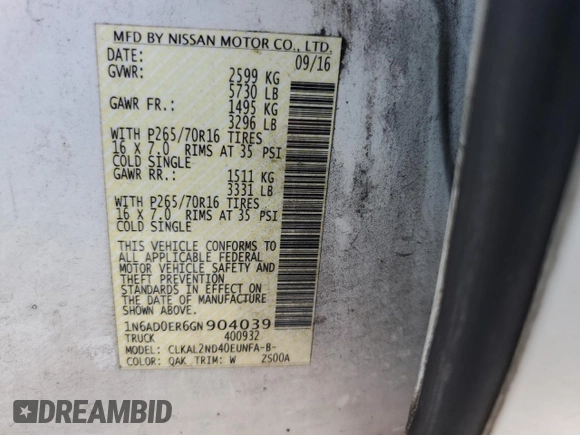 MFD BY NISSAN MOTOR CO., LTD.
DATE: 09/16
GVWR: 2599 KG
5730 LB
GAWR FR.: 1495 KG
3296 LB
WITH P265/70R16 TIRES
16 X 7.0 RIMS AT 35 PSI
COLD SINGLE
GAWR RR.: 1511 KG
3331 LB
WITH P265/70R16 TIRES
16 X 7.0 RIMS AT 35 PSI
COLD SINGLE
THIS VEHICLE CONFORMS TO
ALL APPLICABLE FEDERAL
MOTOR VEHICLE SAFETY AND
THEFT PREVENTION
STANDARDS IN EFFECT ON
THE DATE OF MANUFACTURE
SHOWN ABOVE.
1N6AD0ER6GN904039
TRUCK 400932
MODEL: CLKAL2ND40EUNFA-B-
COLOR: QAK TRIM: W ZS00A
DREAMBID